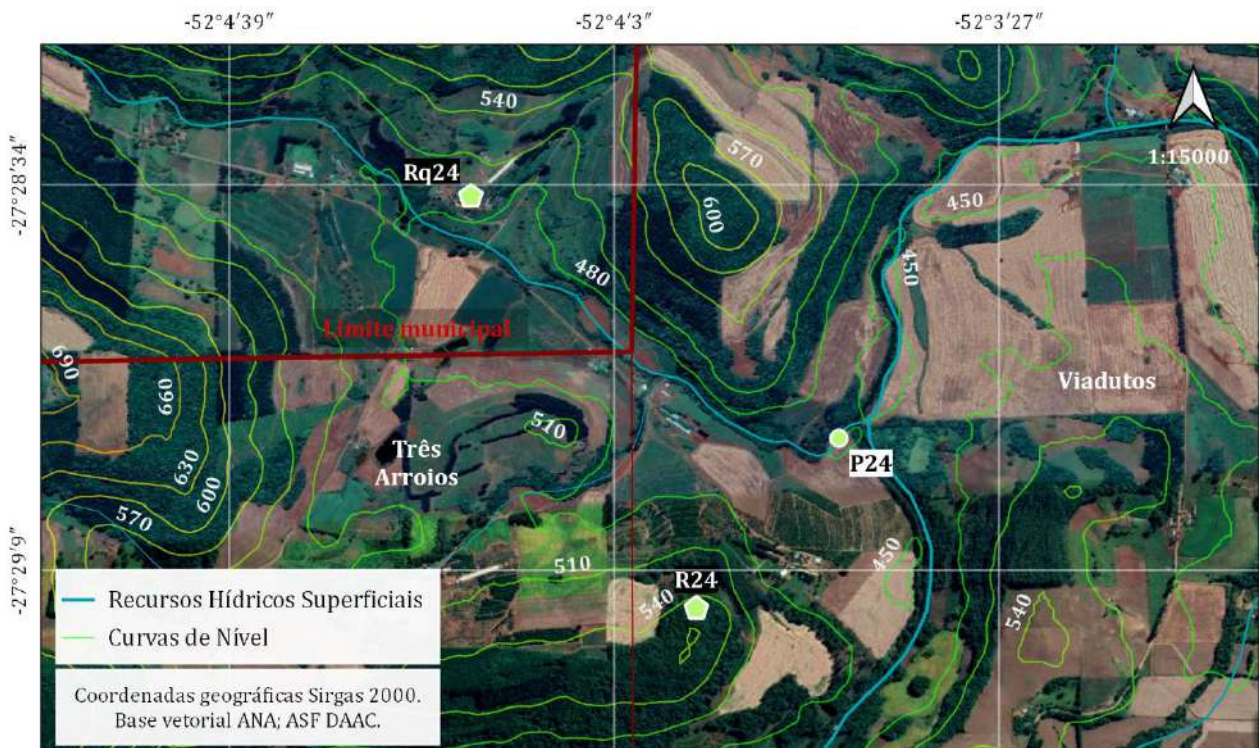 -52°4′39″
-52°4′3″
-52°3′27″
540
Rq24
570
1:15000
-27°28′34″
600
450
480
450
Limite municipal
690
660
Viadutos
510
Três
Arroios
P24
630
600
570
510
450
R24
-27°29′9″
540
540
Recursos Hídricos Superficiais
Curvas de Nível
Coordenadas geográficas Sirgas 2000.
Base vetorial ANA; ASF DAAC.